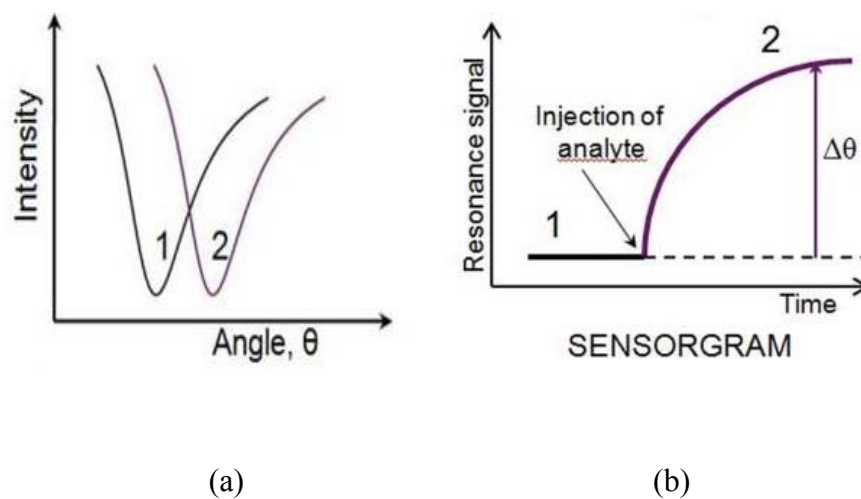 Intensity
1
2
Angle, θ
(a)
Resonance signal
2
Injection of
analyte
Δθ
1
Time
SENSORGRAM
(b)